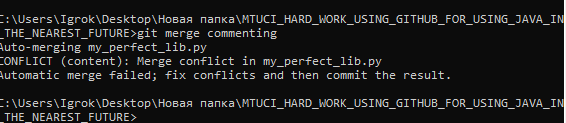 C:\Users\Igrok\Desktop\Новая папка\MTUCI_HARD_WORK_USING_GITHUB_FOR_USING_JAVA_IN
_THE_NEAREST_FUTURE>git merge commenting
Auto-merging my_perfect_lib.py
CONFLICT (content): Merge conflict in my_perfect_lib.py
Automatic merge failed; fix conflicts and then commit the result.
C:\Users\Igrok\Desktop\Новая папка\MTUCI_HARD_WORK_USING_GITHUB_FOR_USING_JAVA_IN
_THE_NEAREST_FUTURE>